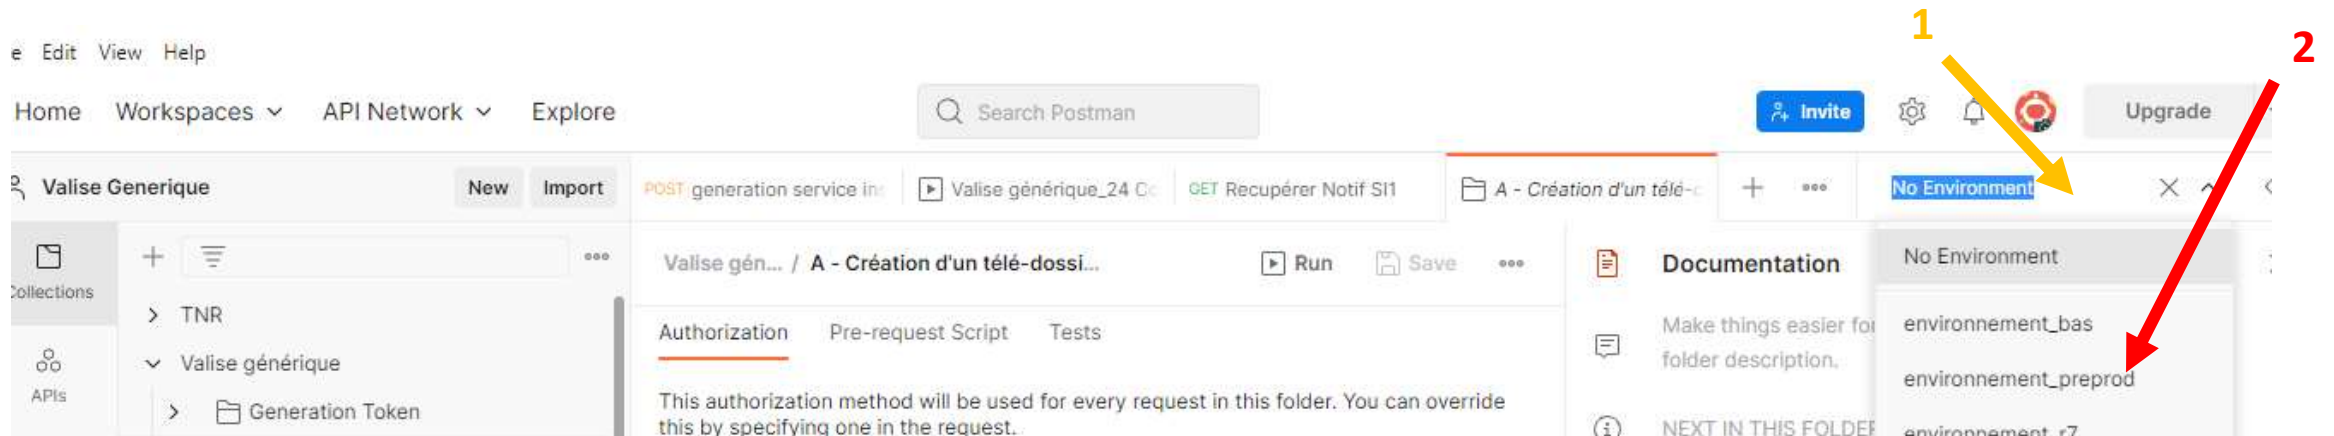 1
2
e Edit View Help
Home Workspaces API Network Explore Search Postman Invite Upgrade
Valise Generique New Import POST generation service in Valise générique_24 GET Recupérer Notif SI1 A - Création d'un télé- No Environment
Valise gén... / A - Création d'un télé-dossi... Run Save Documentation No Environment
Collections
TNR
Authorization Pre-request Script Tests Make things easier for environnement_bas
Valise générique folder description.
APIs environnement_preprod
Generation Token This authorization method will be used for every request in this folder. You can override
this by specifying one in the request. NEXT IN THIS FOLDER environnement_r7